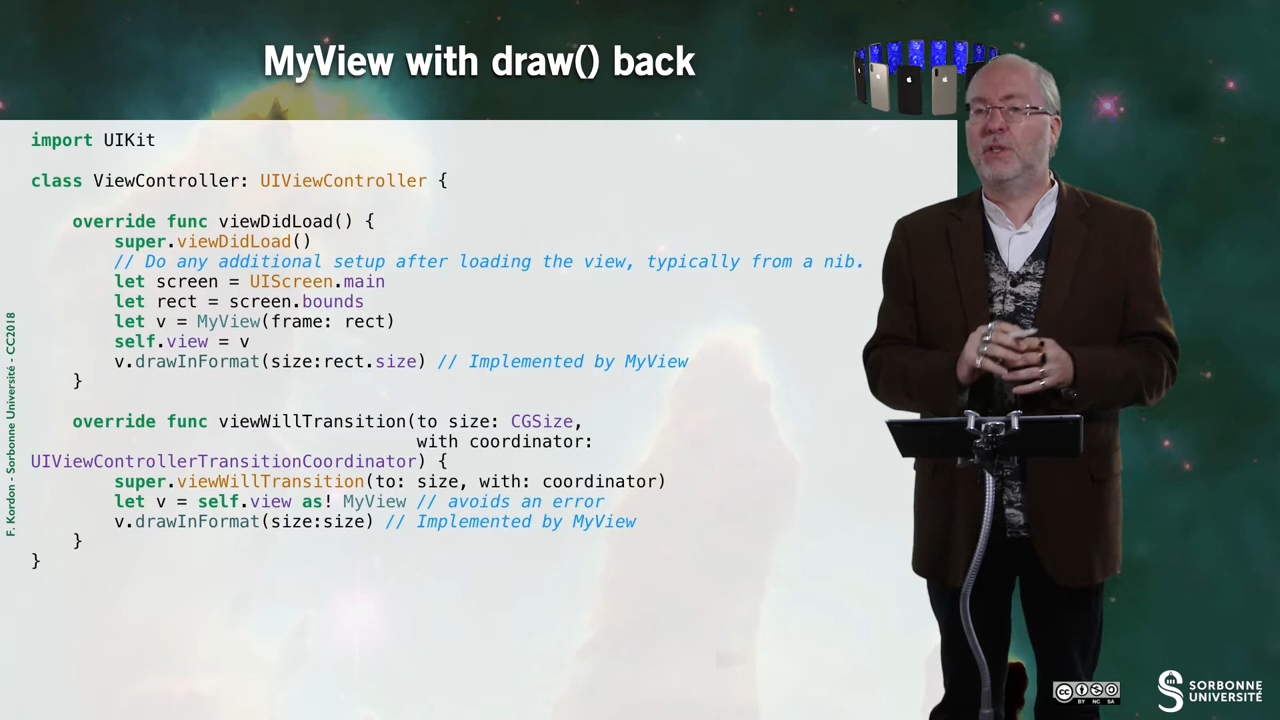 MyView with draw() back
import UIKit
class ViewController: UIViewController {
override func viewDidLoad() {
super.viewDidLoad()
// Do any additional setup after loading the view, typically from a nib.
let screen = UIScreen.main
let rect = screen.bounds
let v = MyView(frame: rect)
self.view = v
v.drawInFormat(size:rect.size) // Implemented by MyView
}
override func viewWillTransition(to size: CGSize,
with coordinator:
UIViewControllerTransitionCoordinator) {
super.viewWillTransition(to: size, with: coordinator)
let v = self.view as! MyView // avoids an error
v.drawInFormat(size:size) // Implemented by MyView
}
}
F. Kordon - Sorbonne Université - CC2018
cc
BY NC SA
SORBONNE
UNIVERSITÉ